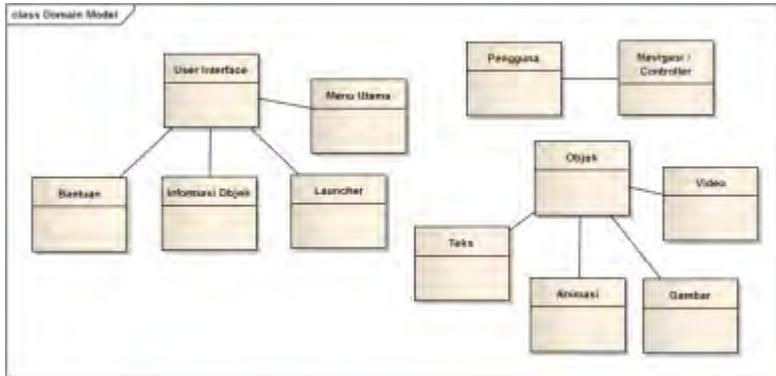 class Domain Model
User Interface
Menu Utama
Bantuan
Informasi Objek
Launcher
Pengguna
Navigasi /
Controller
Objek
Video
Teks
Animasi
Gambar